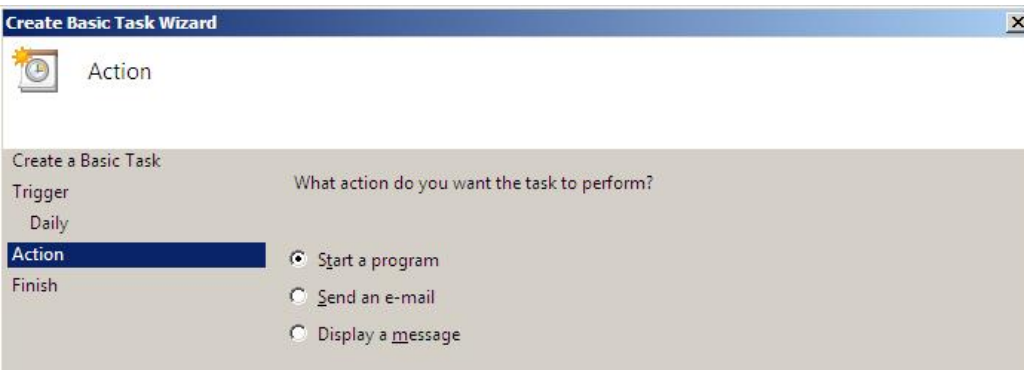 Create Basic Task Wizard
Action
Create a Basic Task
Trigger
Daily
Action
Finish
What action do you want the task to perform?
Start a program
Send an e-mail
Display a message